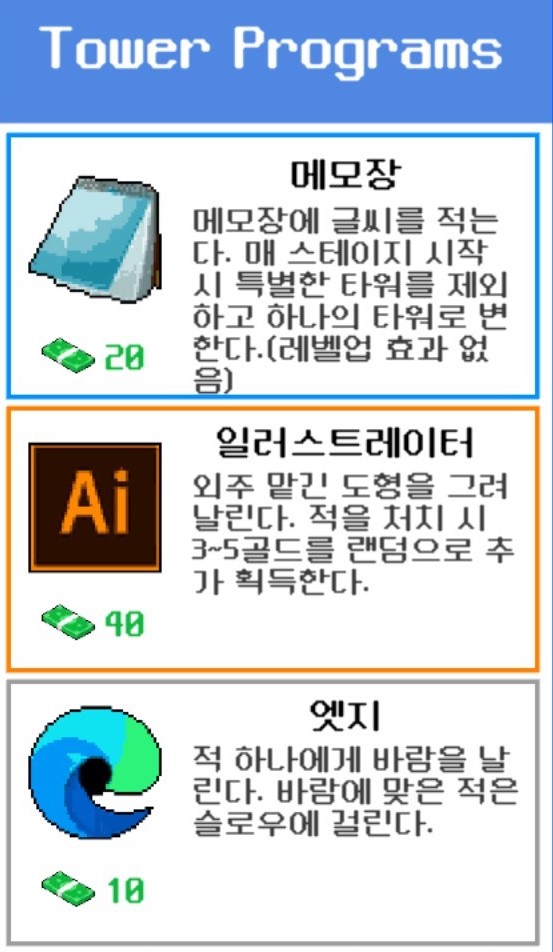 Tower Programs
메모장
메모장에 글씨를 적는
다. 매 스테이지 시작
시 특별한 타워를 제외
하고 하나의 타워로 변
한다.(레벨업 효과 없
음)
20
일러스트레이터
Ai
외주 맡긴 도형을 그려
날린다. 적을 처치 시
3~5골드를 랜덤으로 추
가 획득한다.
40
엣지
적 하나에게 바람을 날
린다. 바람에 맞은 적은
슬로우에 걸린다.
10